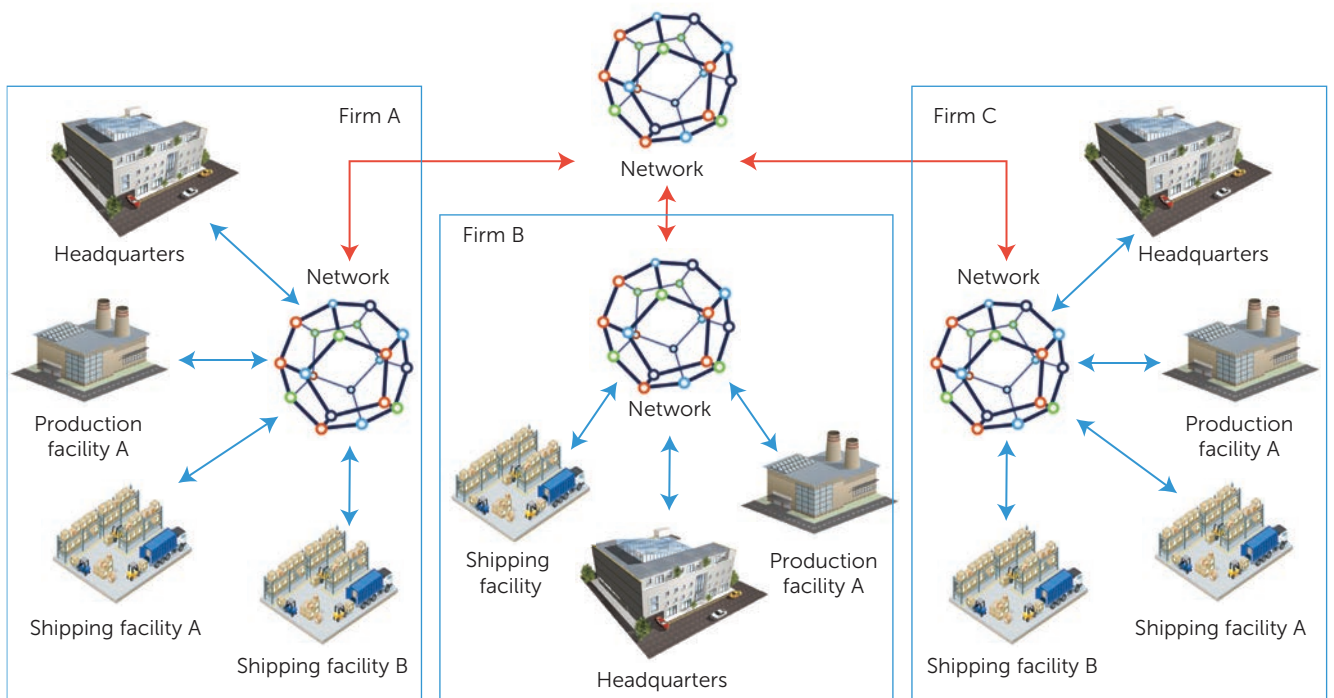 Network
Firm A
Headquarters
Network
Production
facility A
Shipping facility A
Shipping facility B
Firm B
Network
Shipping
facility
Headquarters
Production
facility A
Firm C
Headquarters
Network
Production
facility A
Shipping facility A
Shipping facility B